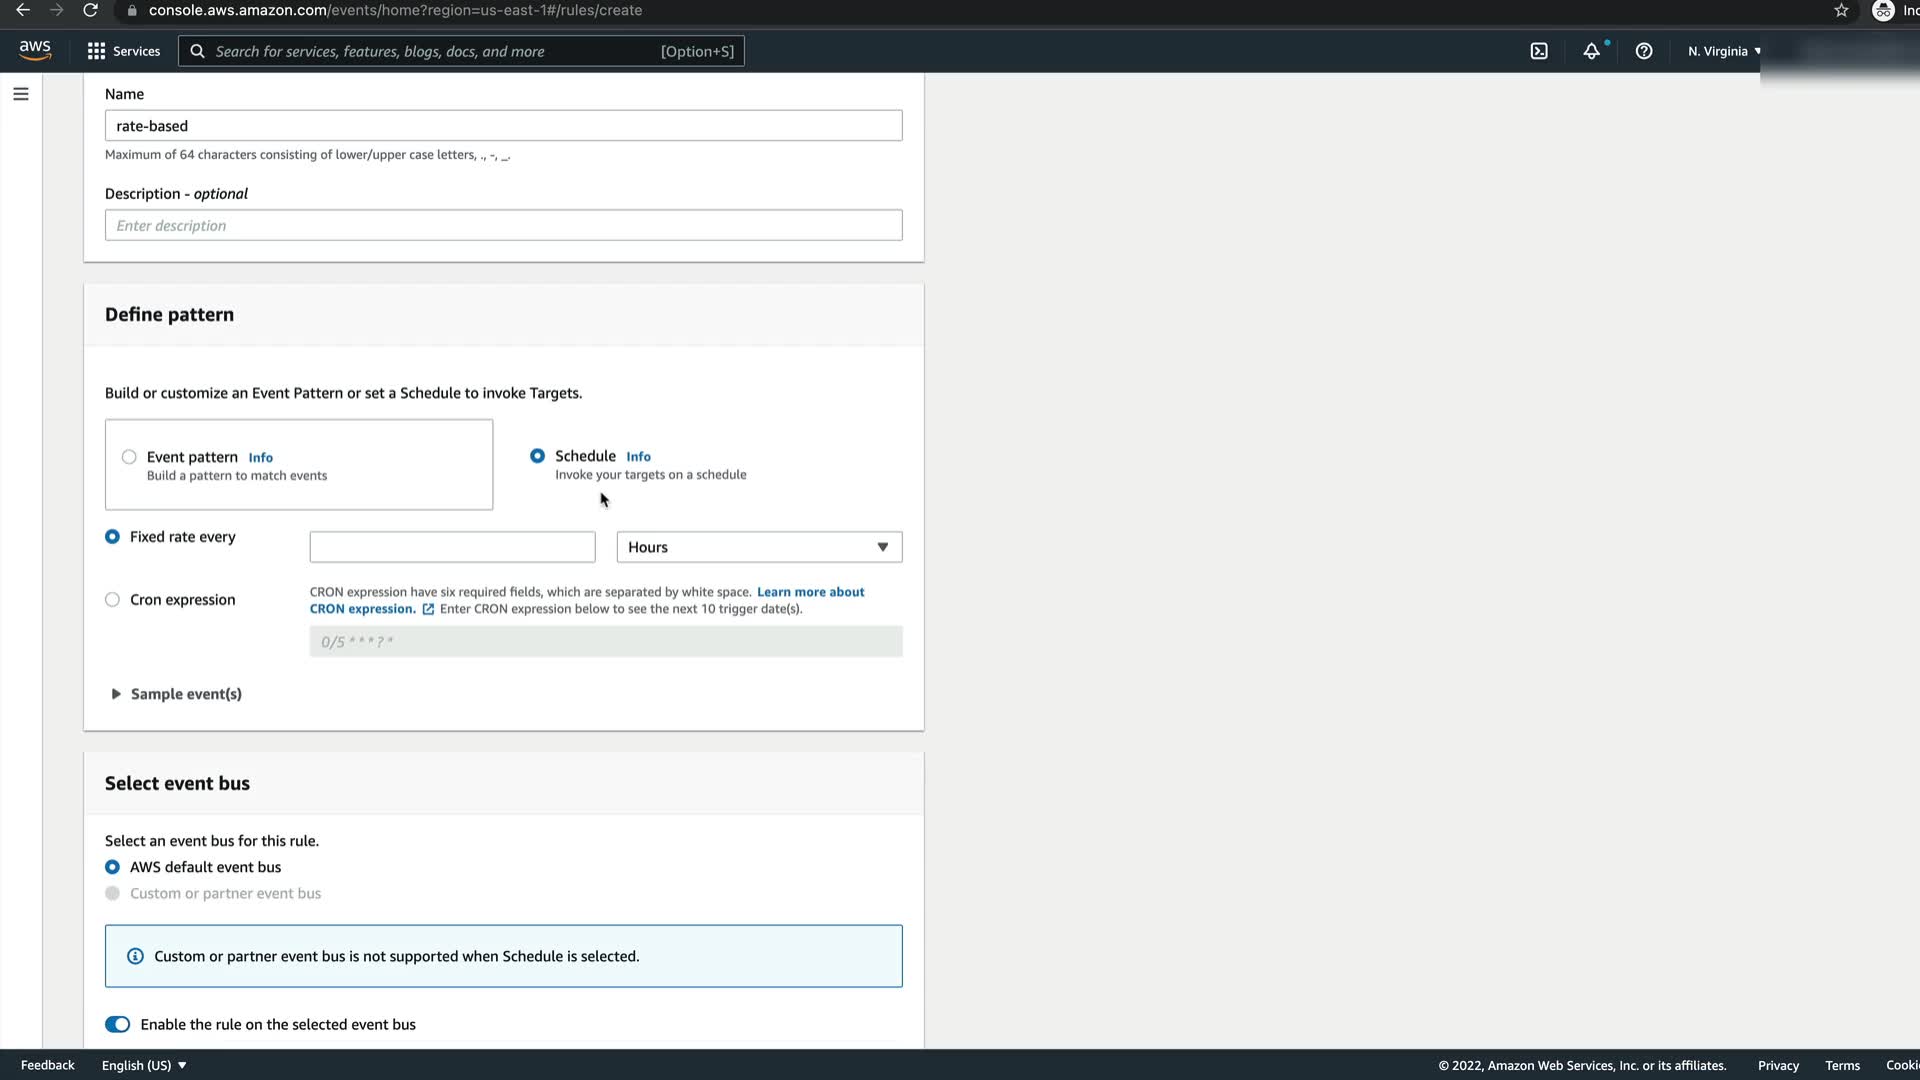 console.aws.amazon.com/events/home?region=us-east-1#/rules/create
aws
Services
Search for services, features, blogs, docs, and more
[Option+S]
N. Virginia
Name
rate-based
Maximum of 64 characters consisting of lower/upper case letters, ., -, _.
Description - optional
Enter description
Define pattern
Build or customize an Event Pattern or set a Schedule to invoke Targets.
Event pattern Info
Build a pattern to match events
Schedule Info
Invoke your targets on a schedule
Fixed rate every
Hours
Cron expression
CRON expression have six required fields, which are separated by white space. Learn more about
CRON expression. Enter CRON expression below to see the next 10 trigger date(s).
0/5 * * * ? *
Sample event(s)
Select event bus
Select an event bus for this rule.
AWS default event bus
Custom or partner event bus
Custom or partner event bus is not supported when Schedule is selected.
Enable the rule on the selected event bus
Feedback
English (US)
© 2022, Amazon Web Services, Inc. or its affiliates.
Privacy
Terms